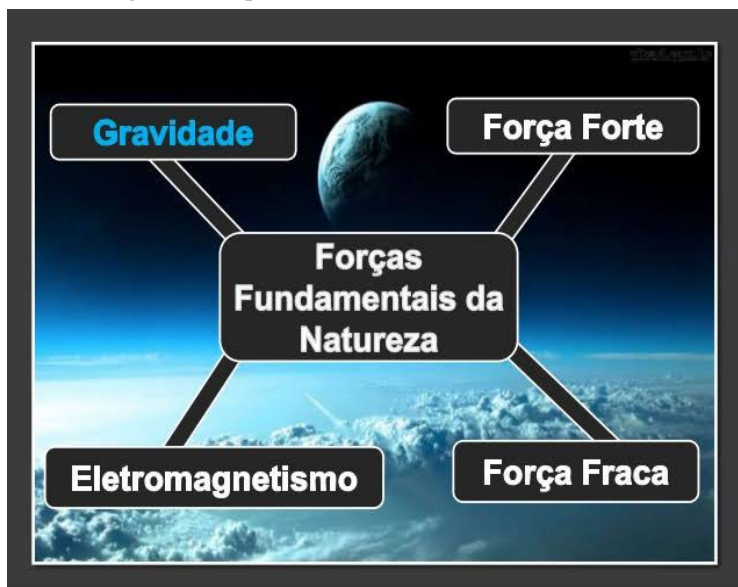 Gravidade
Força Forte
Forças
Fundamentais da
Natureza
Eletromagnetismo
Força Fraca